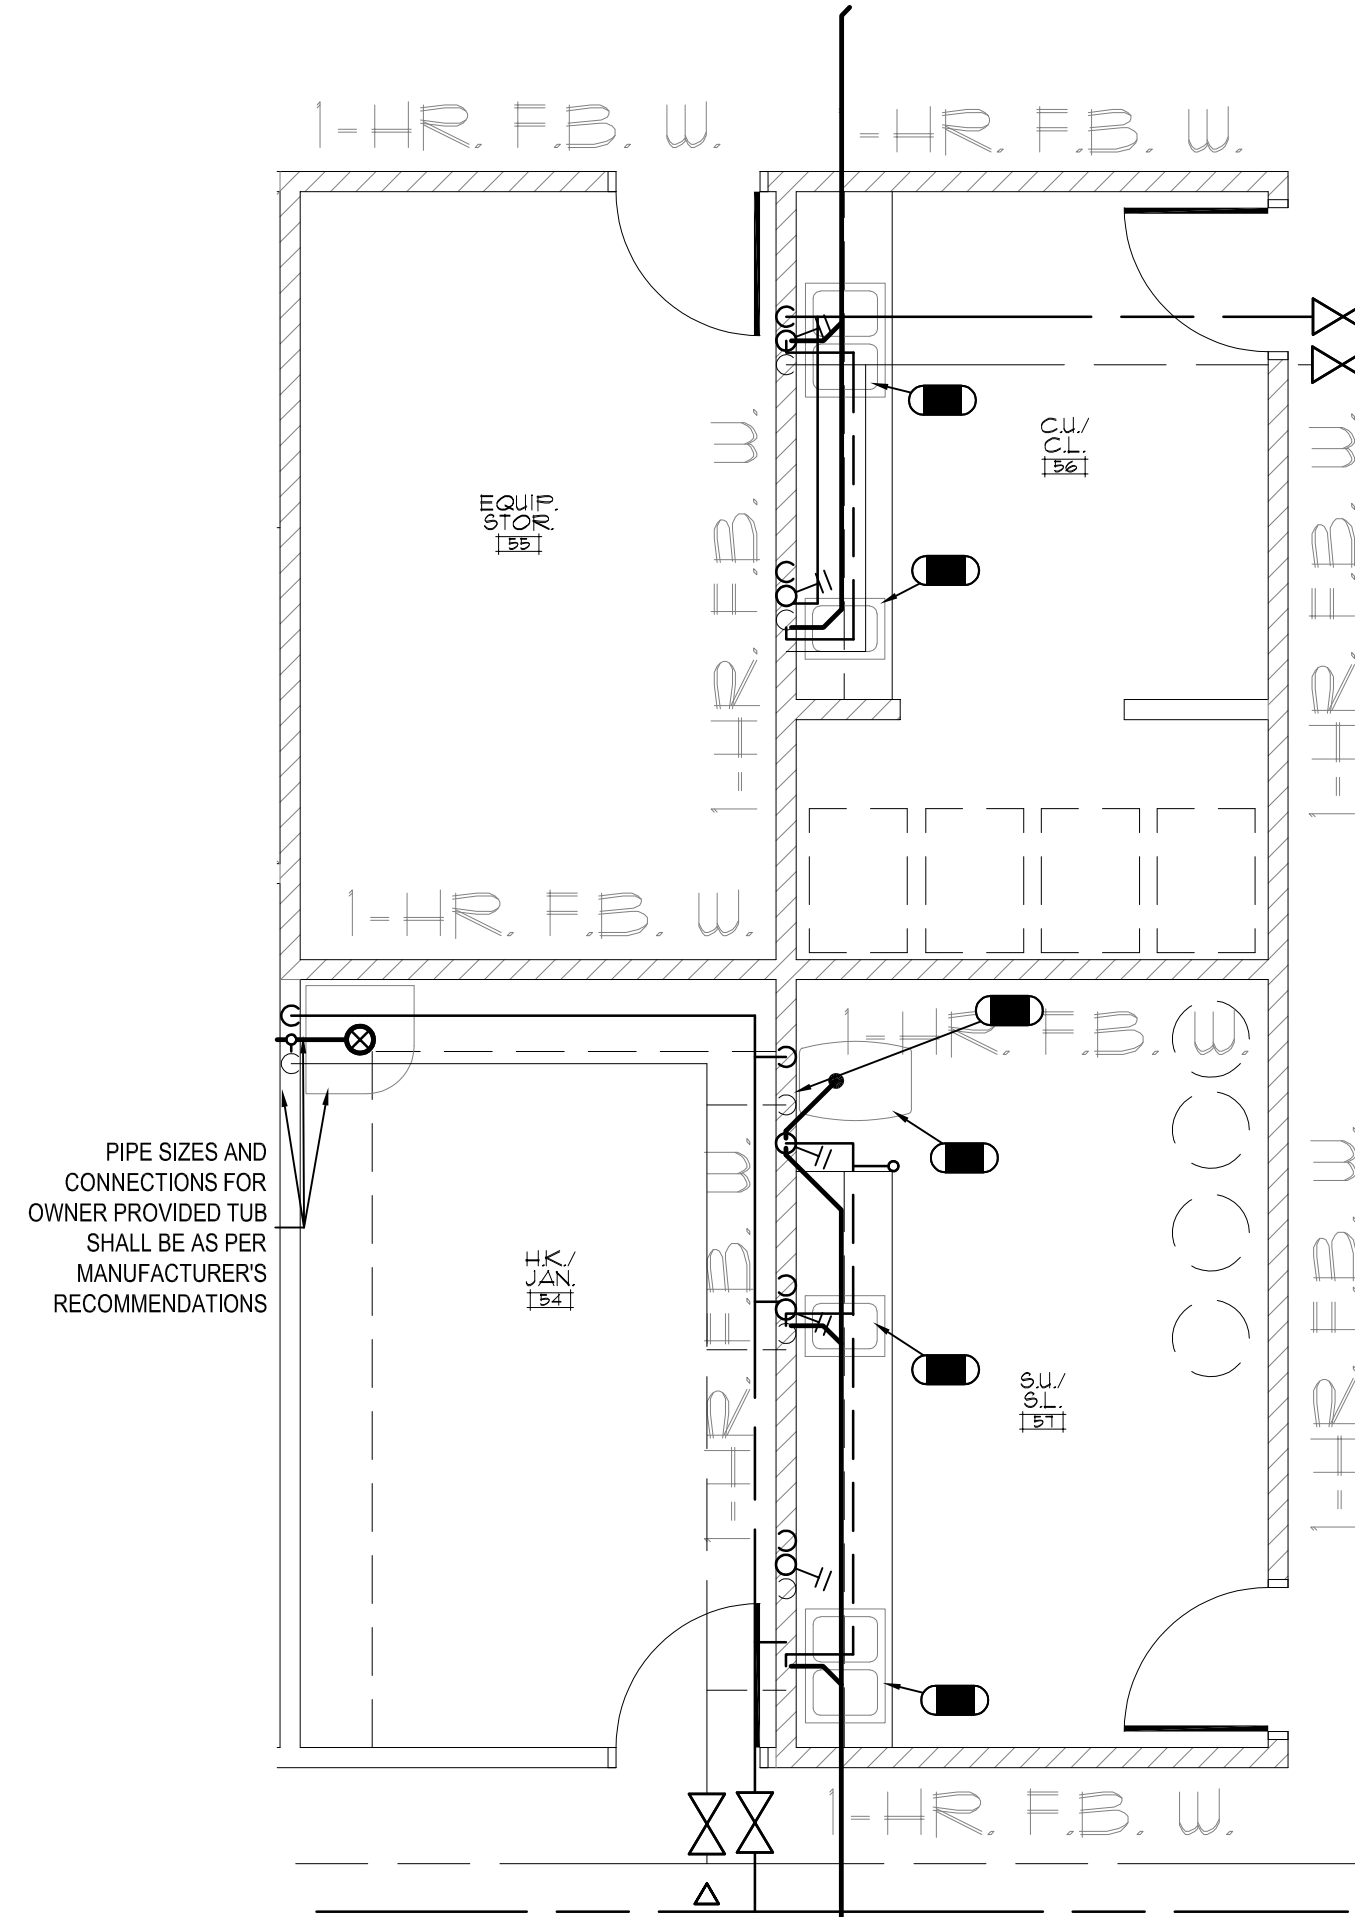 1-HR. F.B. W.
-HR. F.B. W.
C.U./
C.L.
56
EQUIP.
STOR.
55
1-HR. F.B. W.
1-HR. F.B. W.
1-HR. F.B. W.
1-HR. F.B. W.
PIPE SIZES AND
CONNECTIONS FOR
OWNER PROVIDED TUB
SHALL BE AS PER
MANUFACTURER'S
RECOMMENDATIONS
H.K./
JAN.
54
1-HR. F.B. W.
S.U./
S.L.
57
1-HR. F.B. W.
1-HR. F.B. W.